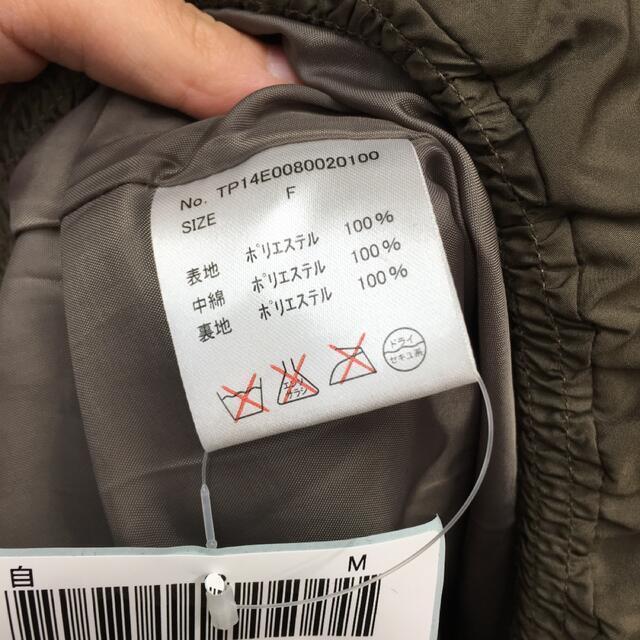 No. TP14E0080020100
SIZE F
表地 ポリエステル 100%
中綿 ポリエステル 100%
裏地 ポリエステル 100%
エンソ
サラシ
ドライ
セキユ系
自 M